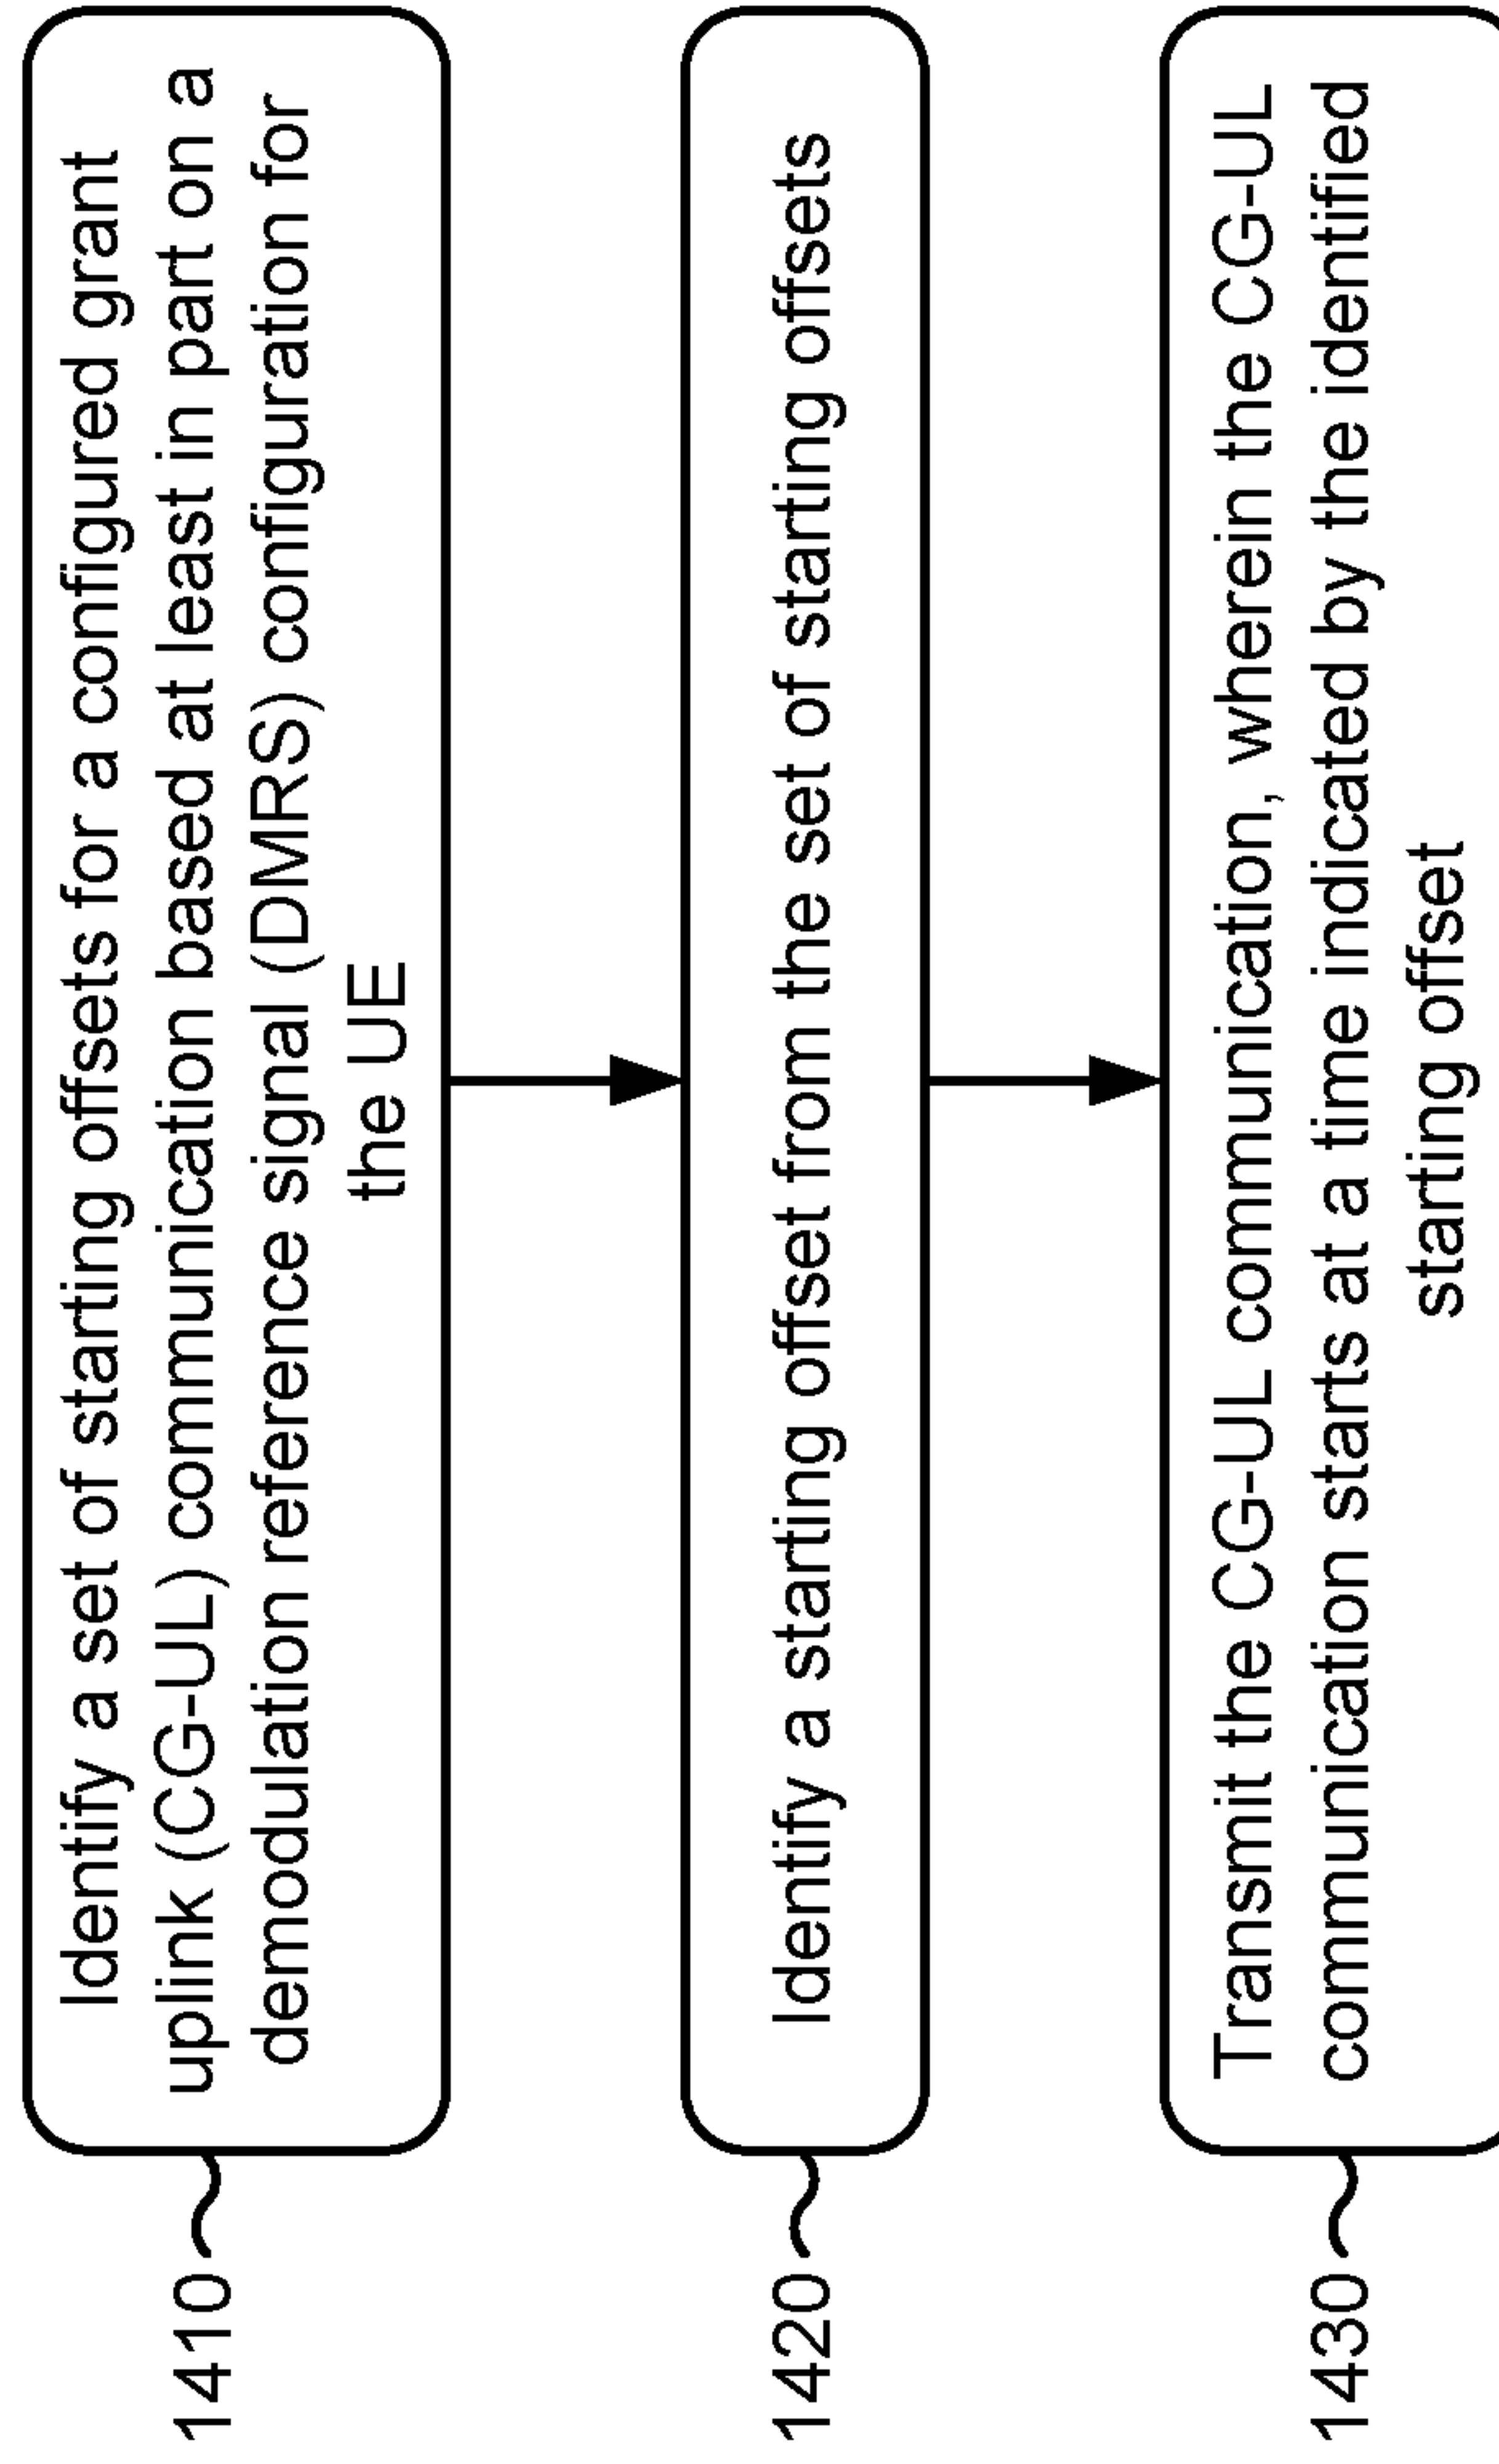 1410
Identify a set of starting offsets for a configured grant
uplink (CG-UL) communication based at least in part on a
demodulation reference signal (DMRS) configuration for
the UE
1420
Identify a starting offset from the set of starting offsets
1430
Transmit the CG-UL communication, wherein the CG-UL
communication starts at a time indicated by the identified
starting offset